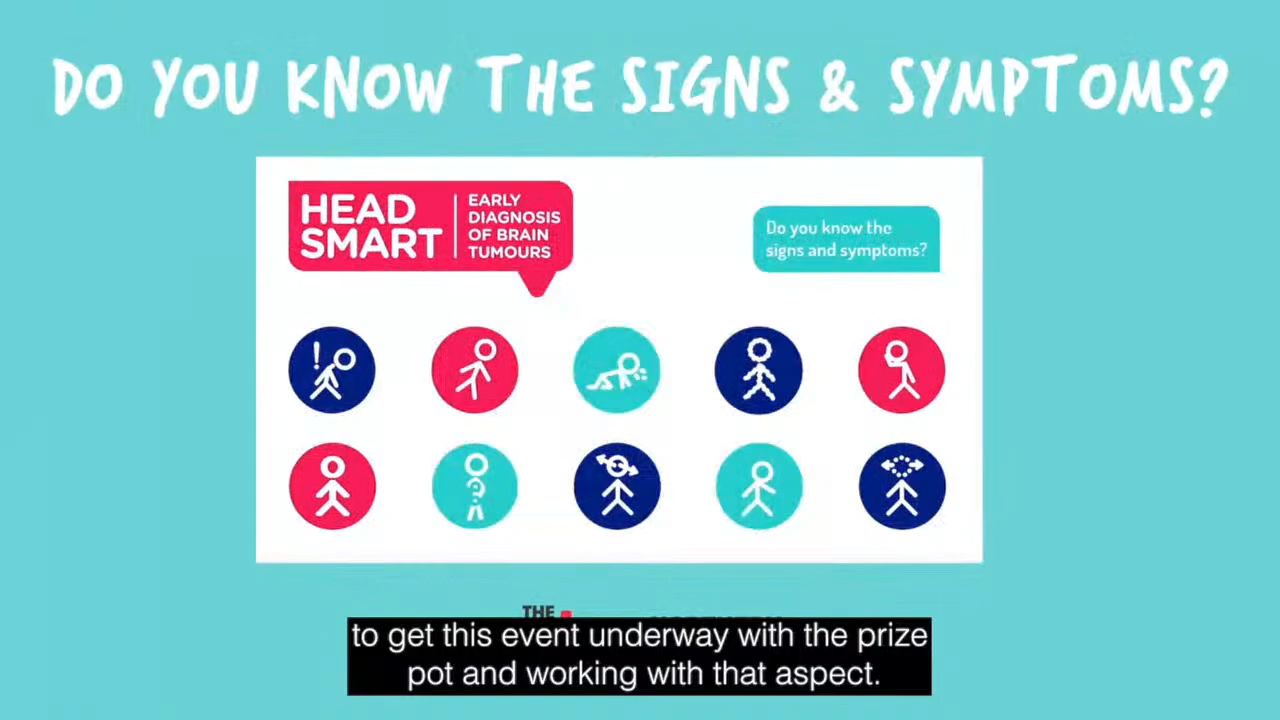 DO YOU KNOW THE SIGNS & SYMPTOMS?
HEAD
SMART
EARLY
DIAGNOSIS
OF BRAIN
TUMOURS
Do you know the
signs and symptoms?
THE
to get this event underway with the prize
pot and working with that aspect.